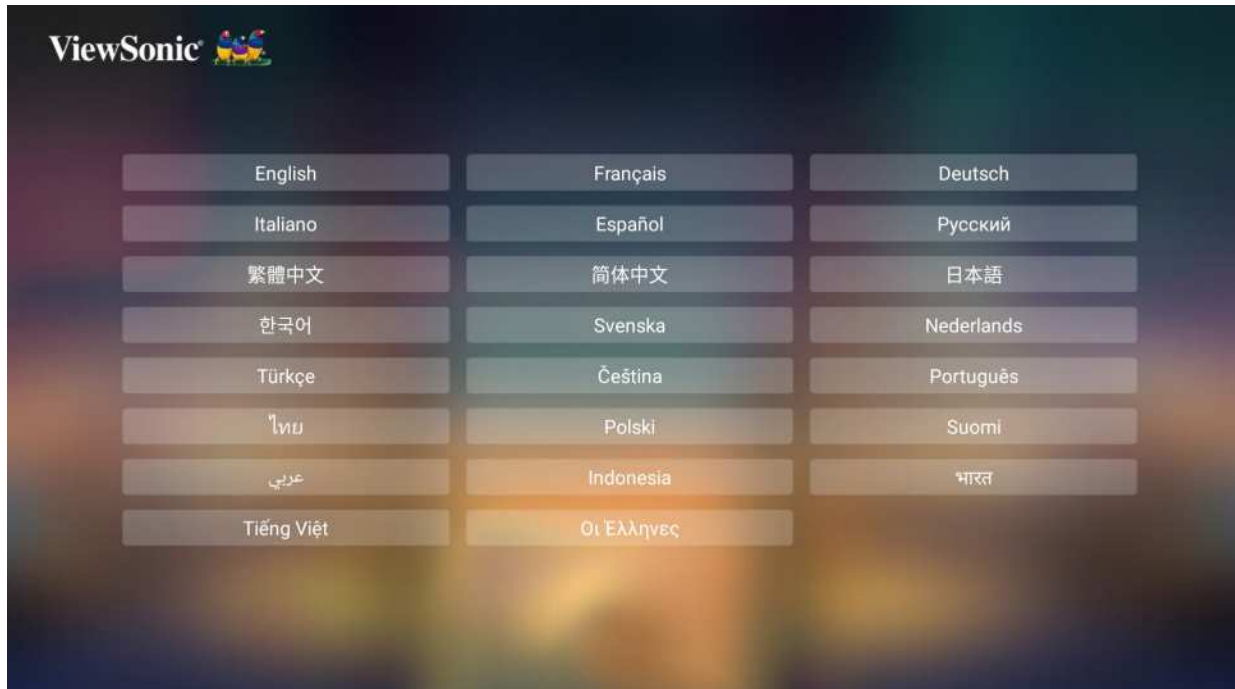 ViewSonic®
English
Français
Deutsch
Italiano
Español
Русский
繁體中文
简体中文
日本語
한국어
Svenska
Nederlands
Türkçe
Čeština
Português
ไทย
Polski
Suomi
عربي
Indonesia
भारत
Tiếng Việt
Οι Έλληνες